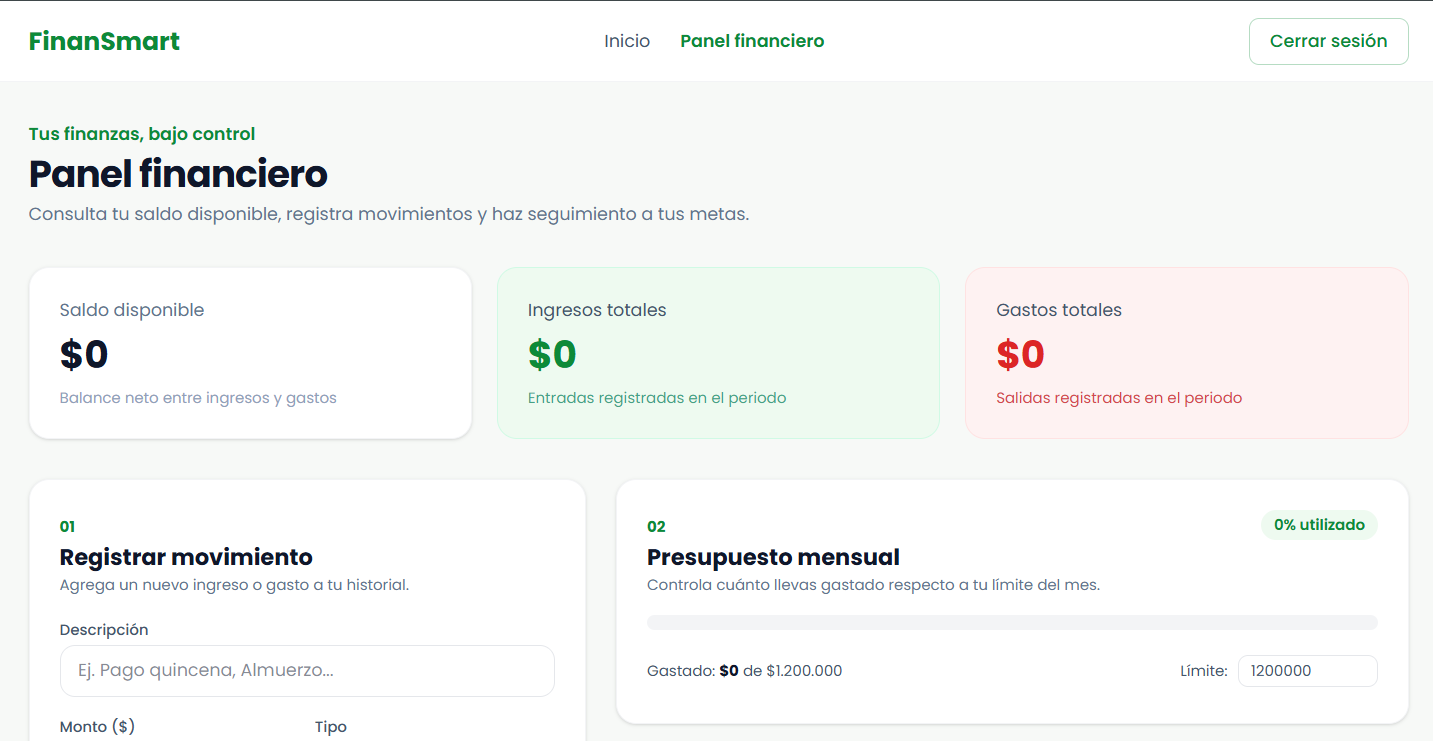 FinanSmart
Inicio
Panel financiero
Cerrar sesión
Tus finanzas, bajo control
Panel financiero
Consulta tu saldo disponible, registra movimientos y haz seguimiento a tus metas.
Saldo disponible
$0
Balance neto entre ingresos y gastos
Ingresos totales
$0
Entradas registradas en el periodo
Gastos totales
$0
Salidas registradas en el periodo
01
Registrar movimiento
Agrega un nuevo ingreso o gasto a tu historial.
Descripción
Ej. Pago quincena, Almuerzo...
Monto ($)
Tipo
02
0% utilizado
Presupuesto mensual
Controla cuánto llevas gastado respecto a tu límite del mes.
Gastado: $0 de $1.200.000
Límite:
1200000